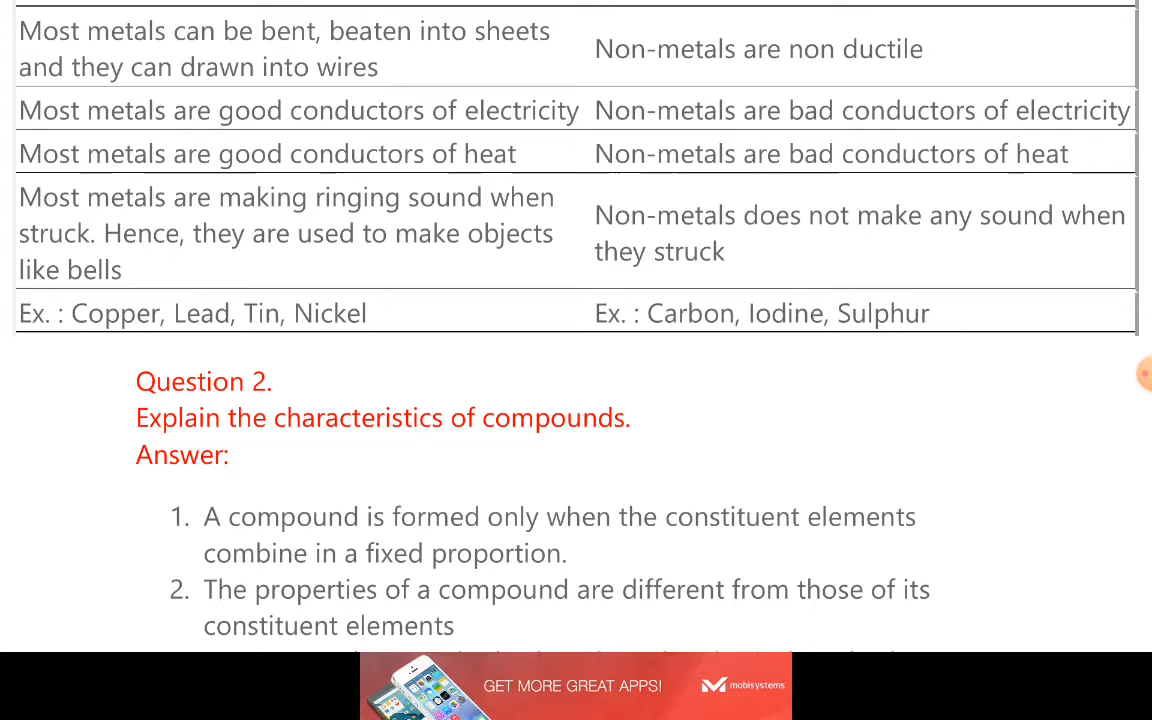 Most metals can be bent, beaten into sheets
and they can drawn into wires
Non-metals are non ductile
Most metals are good conductors of electricity
Non-metals are bad conductors of electricity
Most metals are good conductors of heat
Non-metals are bad conductors of heat
Most metals are making ringing sound when
struck. Hence, they are used to make objects
like bells
Non-metals does not make any sound when
they struck
Ex. : Copper, Lead, Tin, Nickel
Ex. : Carbon, Iodine, Sulphur
Question 2.
Explain the characteristics of compounds.
Answer:
1. A compound is formed only when the constituent elements
combine in a fixed proportion.
2. The properties of a compound are different from those of its
constituent elements
GET MORE GREAT APPS!
mobisystems